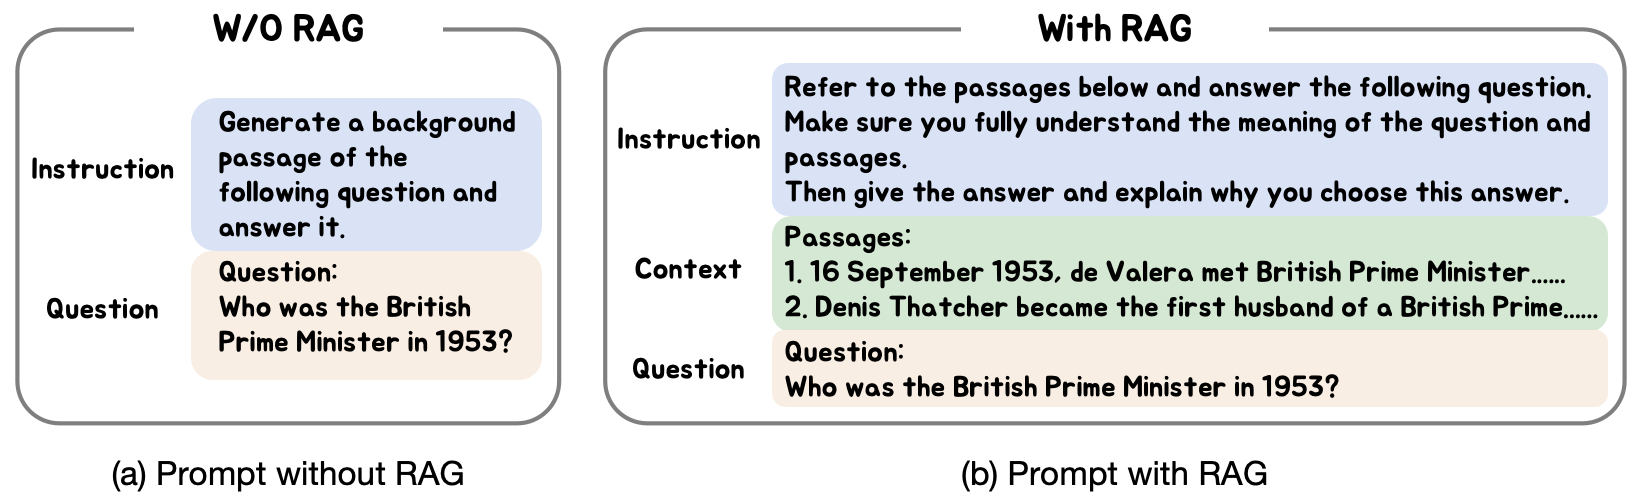 W/O RAG
Instruction
Generate a background
passage of the
following question and
answer it.
Question
Question:
Who was the British
Prime Minister in 1953?
(a) Prompt without RAG
With RAG
Instruction
Refer to the passages below and answer the following question.
Make sure you fully understand the meaning of the question and
passages.
Then give the answer and explain why you choose this answer.
Context
Passages:
1. 16 September 1953, de Valera met British Prime Minister......
2. Denis Thatcher became the first husband of a British Prime......
Question
Question:
Who was the British Prime Minister in 1953?
(b) Prompt with RAG